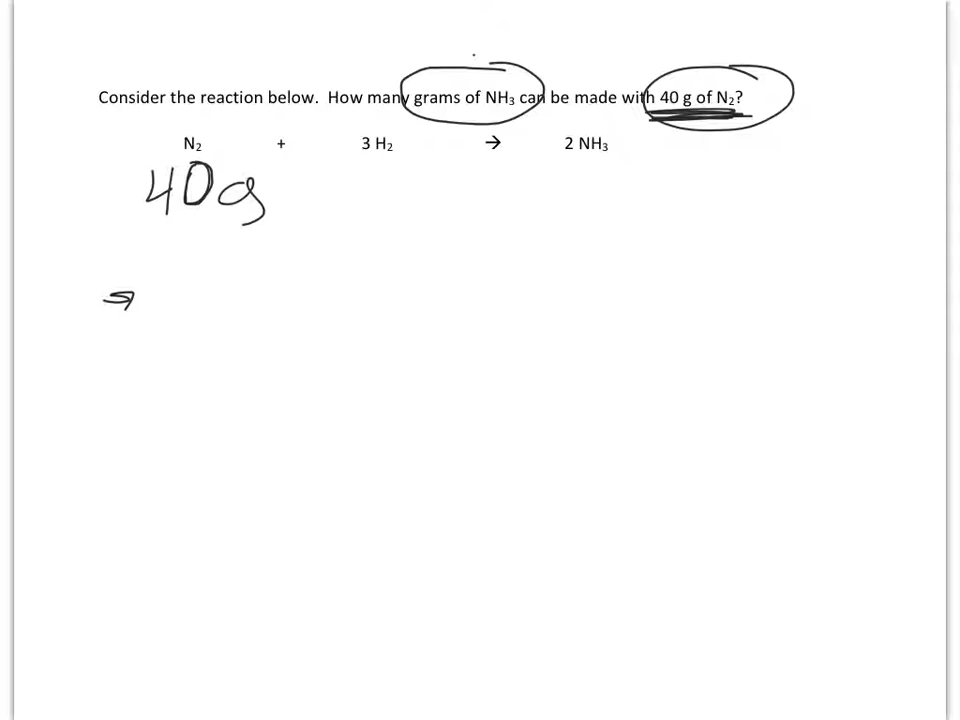 Consider the reaction below. How many grams of NH₃ can be made with 40 g of N₂?
N₂ + 3 H₂ → 2 NH₃
40g